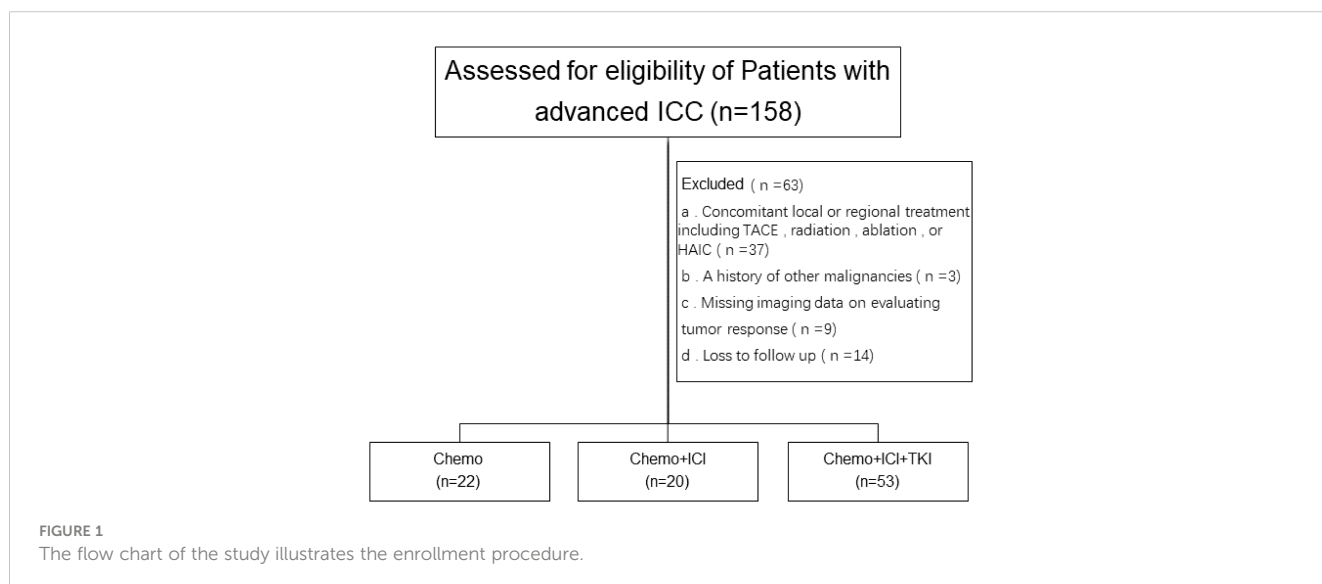 Assessed for eligibility of Patients with
advanced ICC (n=158)
Excluded ( n =63)
a . Concomitant local or regional treatment
including TACE , radiation , ablation , or
HAIC ( n =37)
b . A history of other malignancies ( n =3)
c . Missing imaging data on evaluating
tumor response ( n =9)
d . Loss to follow up ( n =14)
Chemo
(n=22)
Chemo+ICI
(n=20)
Chemo+ICI+TKI
(n=53)
FIGURE 1
The flow chart of the study illustrates the enrollment procedure.